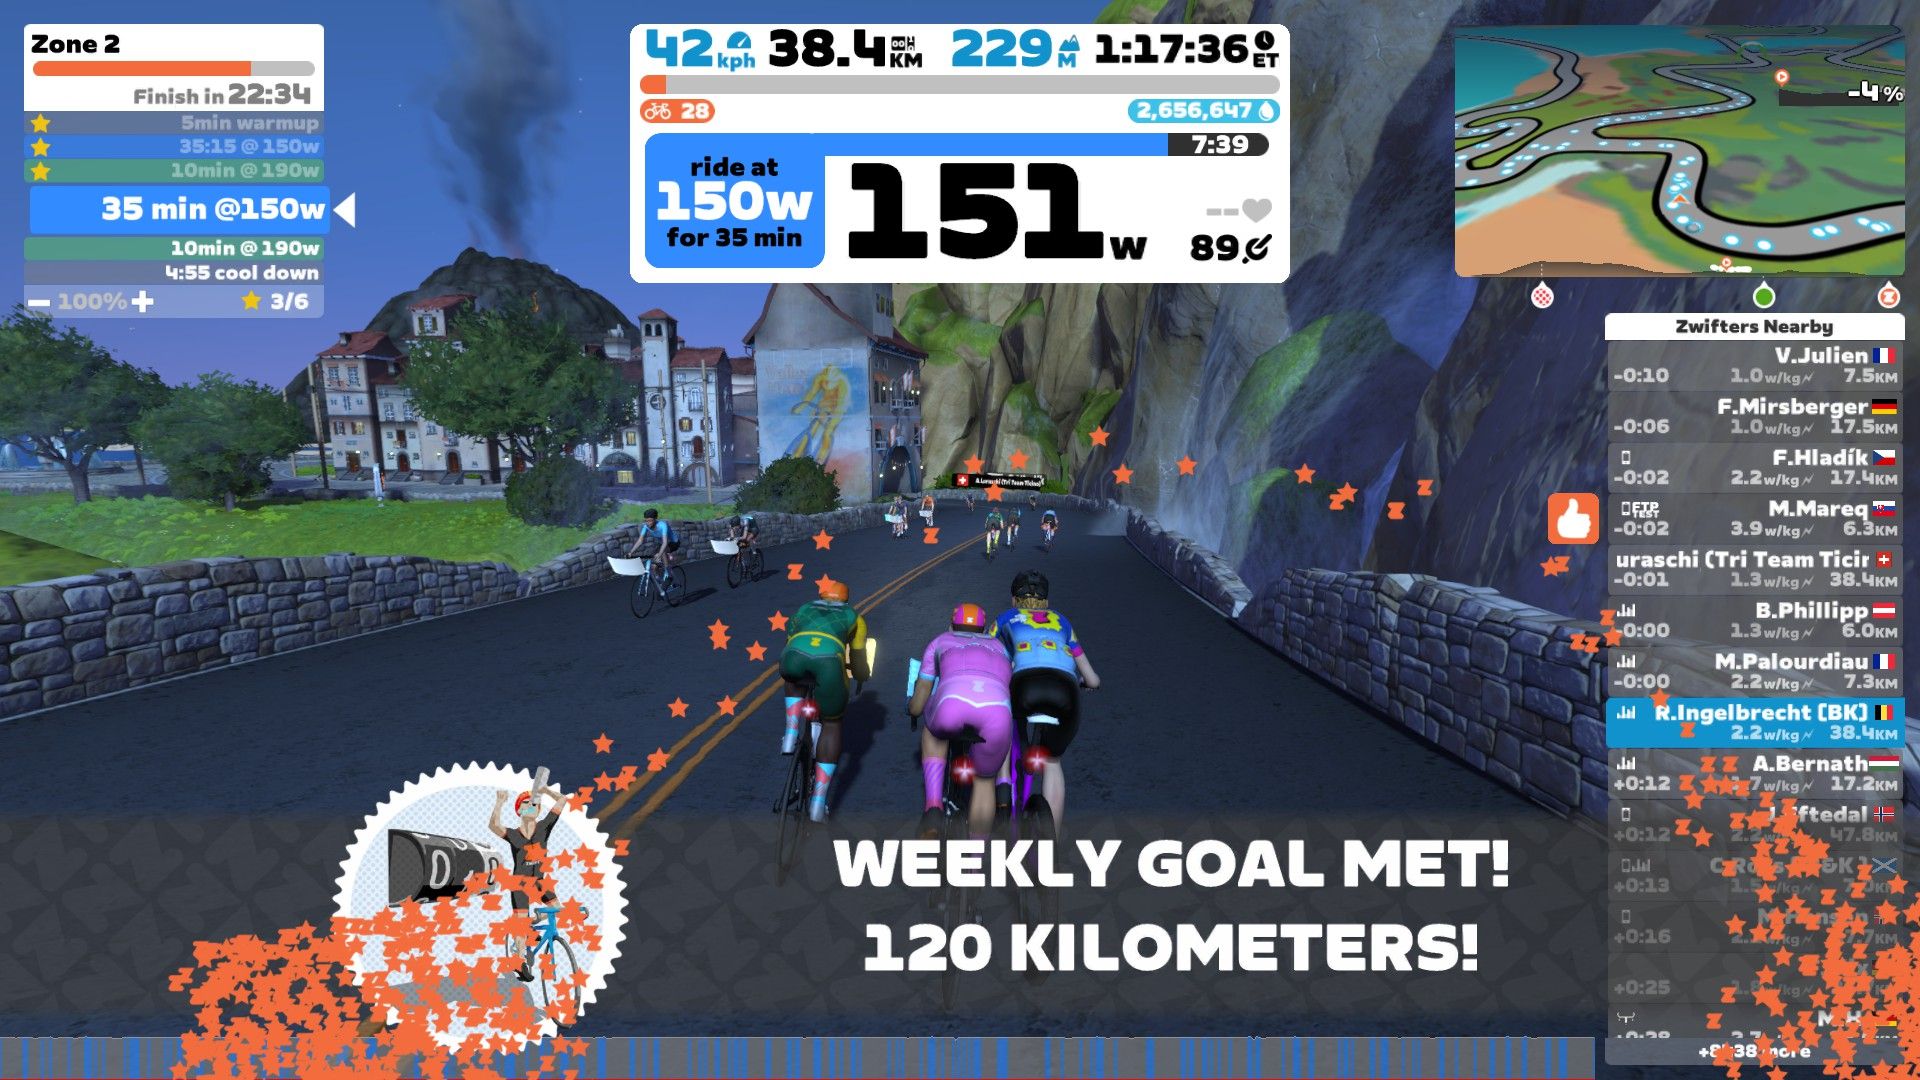 Zone 2
Finish in 22:34
5min warmup
35:15 @ 150w
10min @ 190w
35 min @150w
10min @ 190w
4:55 cool down
100% 3/6
42 kph 38.4 KM 229 M 1:17:36 ET
28 2,656,647
7:39
ride at
150w
for 35 min
151 w
--
89
-4%
Zwifters Nearby
V.Julien
-0:10 1.0w/kg 7.5KM
F.Mirsberger
-0:06 1.0w/kg 17.5KM
F.Hladík
-0:02 2.2w/kg 17.4KM
FTP TEST M.Mareq
-0:02 3.9w/kg 6.3KM
uraschi (Tri Team Ticir
-0:01 1.3w/kg 38.4KM
B.Phillipp
0:00 1.3w/kg 6.0KM
M.Palourdiau
-0:00 2.2w/kg 7.3KM
R.Ingelbrecht (BK)
2.2w/kg 38.4KM
A.Bernath
+0:12 w/kg 17.2KM
+0:12 47.8KM
+0:13
+0:16
+0:25
WEEKLY GOAL MET!
120 KILOMETERS!